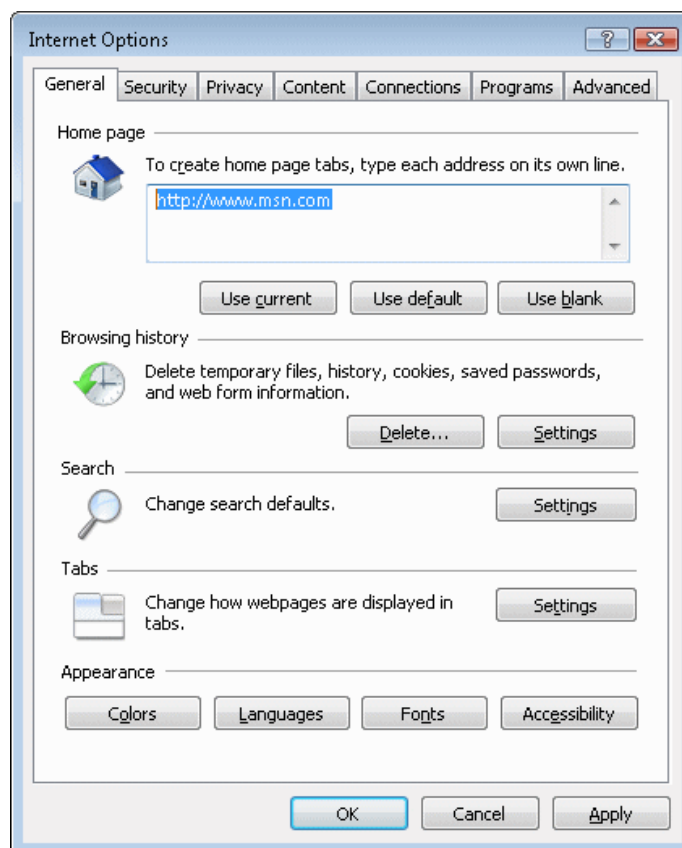 Internet Options
General Security Privacy Content Connections Programs Advanced
Home page
To create home page tabs, type each address on its own line.
http://www.msn.com
Use current Use default Use blank
Browsing history
Delete temporary files, history, cookies, saved passwords,
and web form information.
Delete... Settings
Search
Change search defaults. Settings
Tabs
Change how webpages are displayed in
tabs.
Settings
Appearance
Colors Languages Fonts Accessibility
OK Cancel Apply